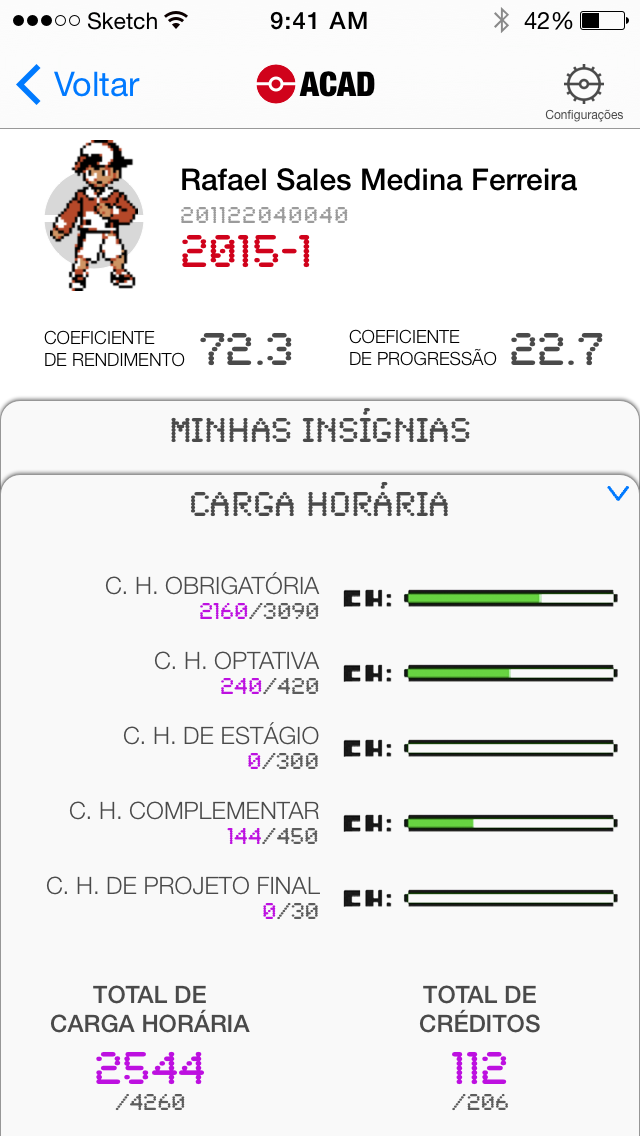 Sketch 9:41 AM 42%
Voltar ACAD
Configurações
Rafael Sales Medina Ferreira
201122040040
2015-1
COEFICIENTE
DE RENDIMENTO 72.3
COEFICIENTE
DE PROGRESSÃO 22.7
MINHAS INSÍGNIAS
CARGA HORÁRIA
C. H. OBRIGATÓRIA CH:
2160/3090
C. H. OPTATIVA CH:
240/420
C. H. DE ESTÁGIO CH:
0/300
C. H. COMPLEMENTAR CH:
144/450
C. H. DE PROJETO FINAL CH:
0/30
TOTAL DE
CARGA HORÁRIA
2544
/4260
TOTAL DE
CRÉDITOS
112
/206